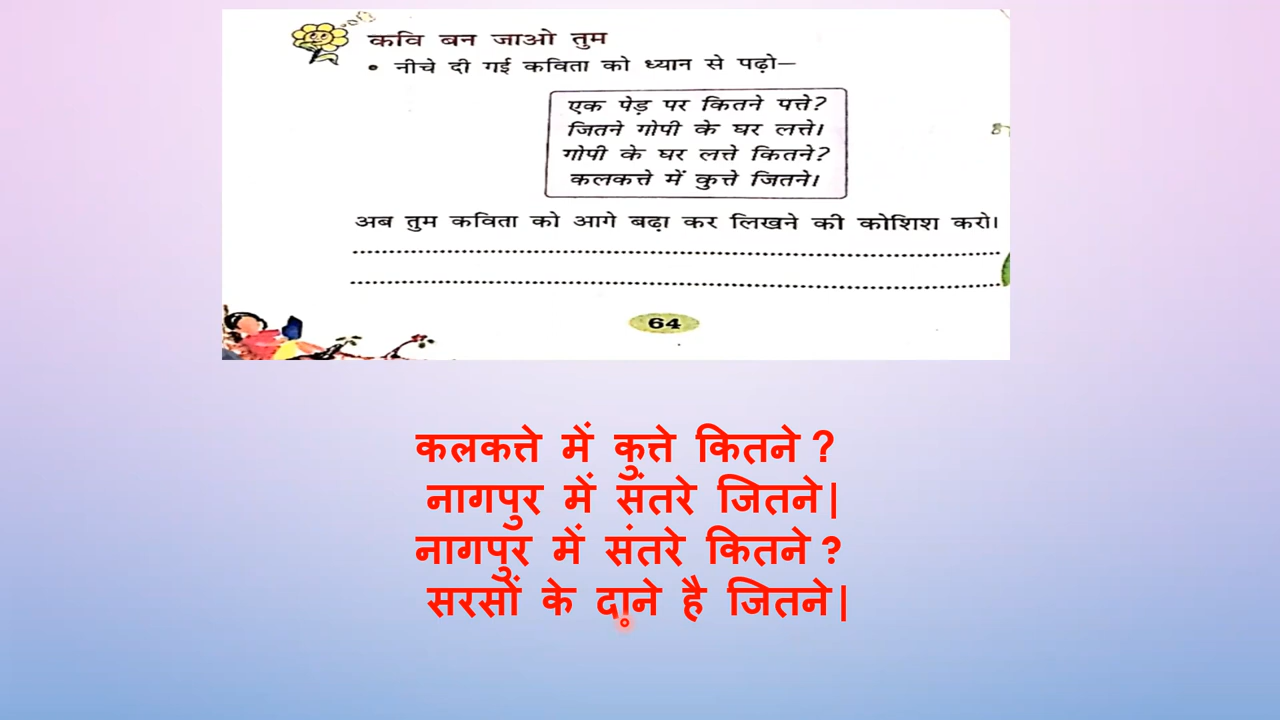 कवि बन जाओ तुम
• नीचे दी गई कविता को ध्यान से पढ़ो—
एक पेड़ पर कितने पत्ते?
जितने गोपी के घर लत्ते।
गोपी के घर लत्ते कितने?
कलकत्ते में कुत्ते जितने।
अब तुम कविता को आगे बढ़ा कर लिखने की कोशिश करो।
64
कलकत्ते में कुत्ते कितने ?
नागपुर में संतरे जितने|
नागपुर में संतरे कितने ?
सरसों के दाने है जितने|